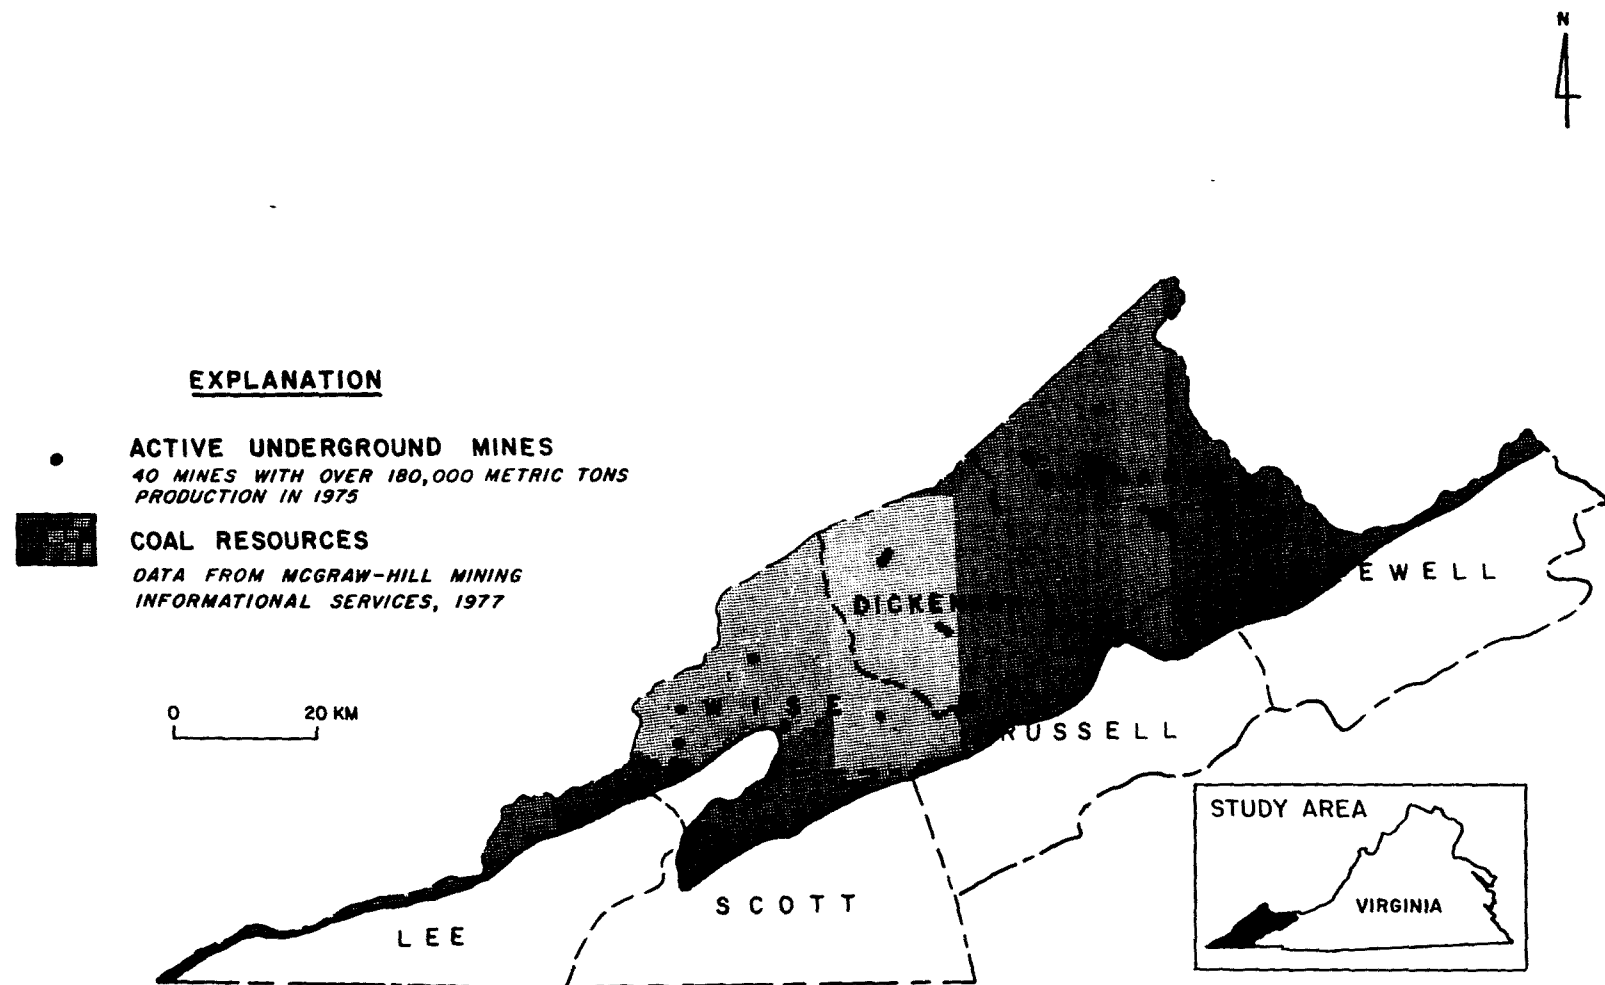 N
EXPLANATION
ACTIVE UNDERGROUND MINES
40 MINES WITH OVER 180,000 METRIC TONS
PRODUCTION IN 1975
COAL RESOURCES
DATA FROM MCGRAW-HILL MINING
INFORMATIONAL SERVICES, 1977
0 20 KM
EWELL
DICKEN
WISE
RUSSELL
STUDY AREA
VIRGINIA
SCOTT
LEE